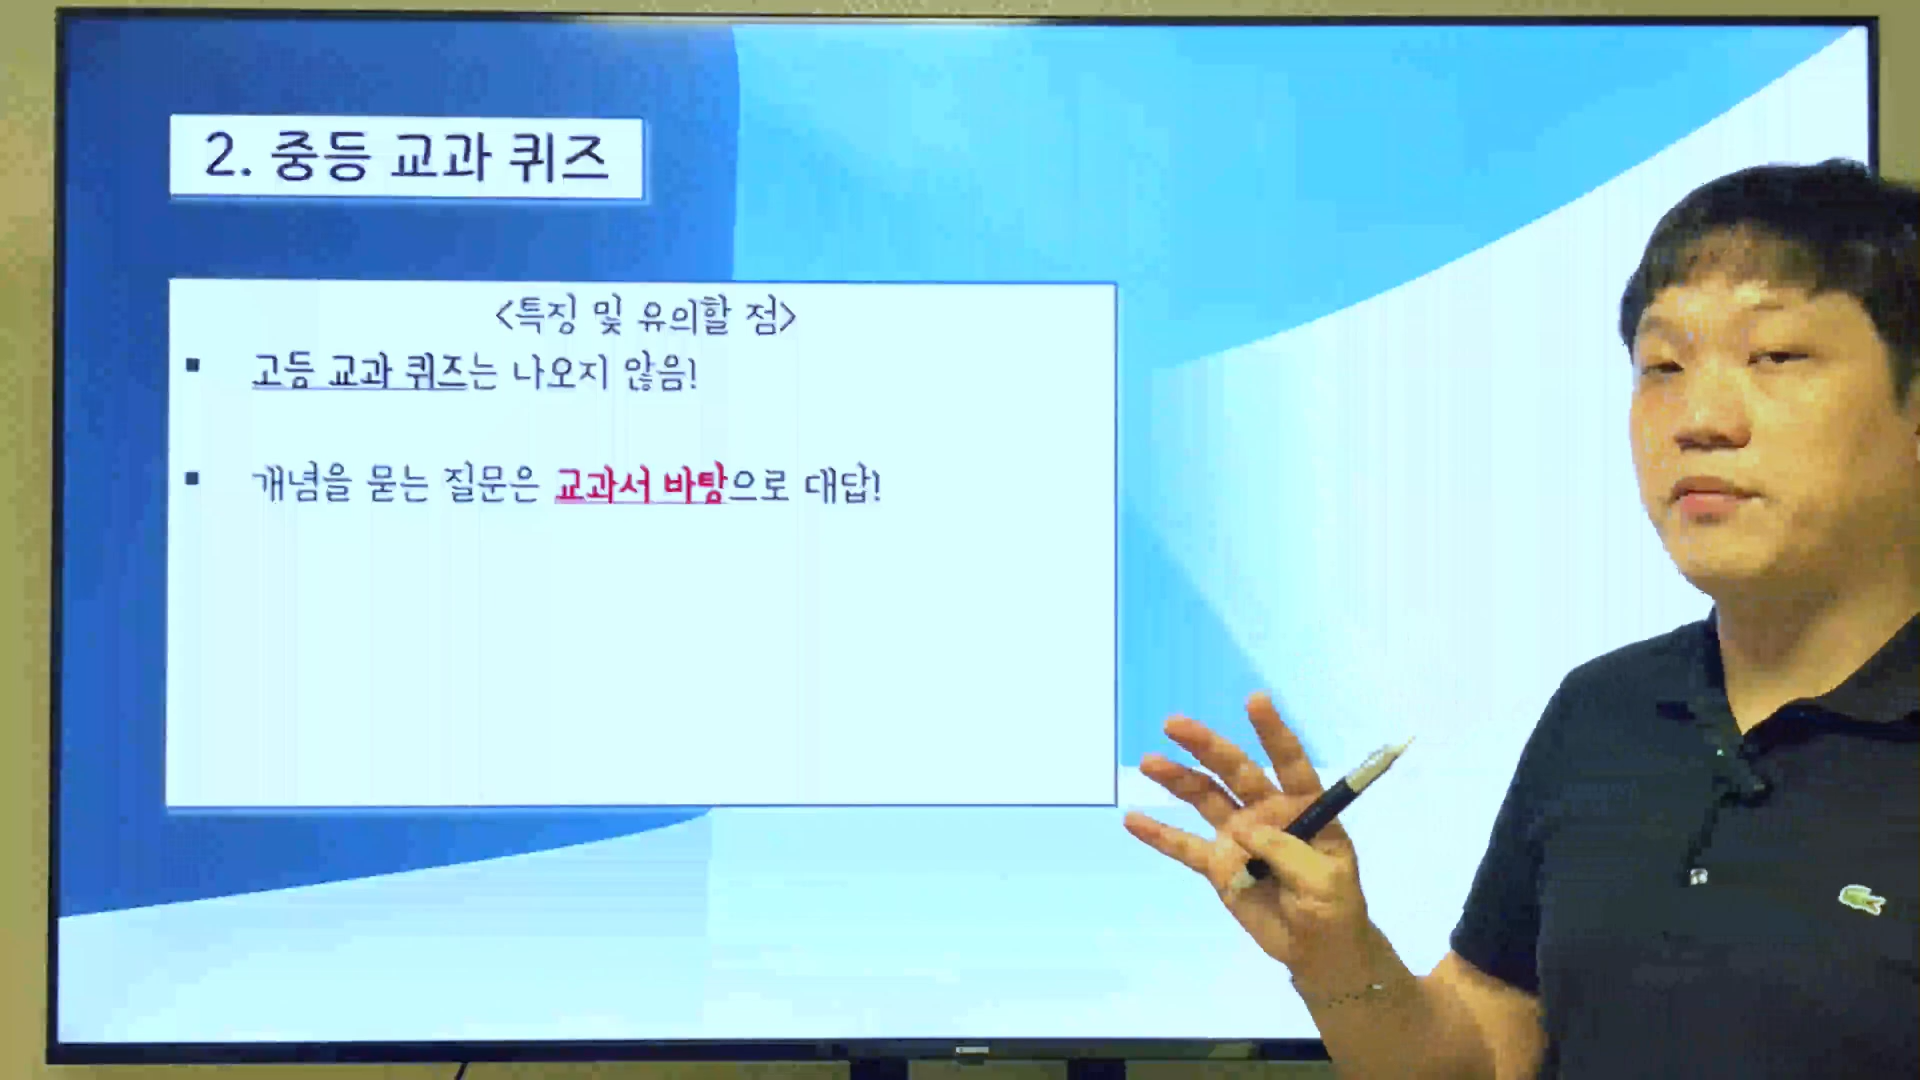 2. 중등 교과 퀴즈
<특징 및 유의할 점>
▪ 고등 교과 퀴즈는 나오지 않음!
▪ 개념을 묻는 질문은 교과서 바탕으로 대답!